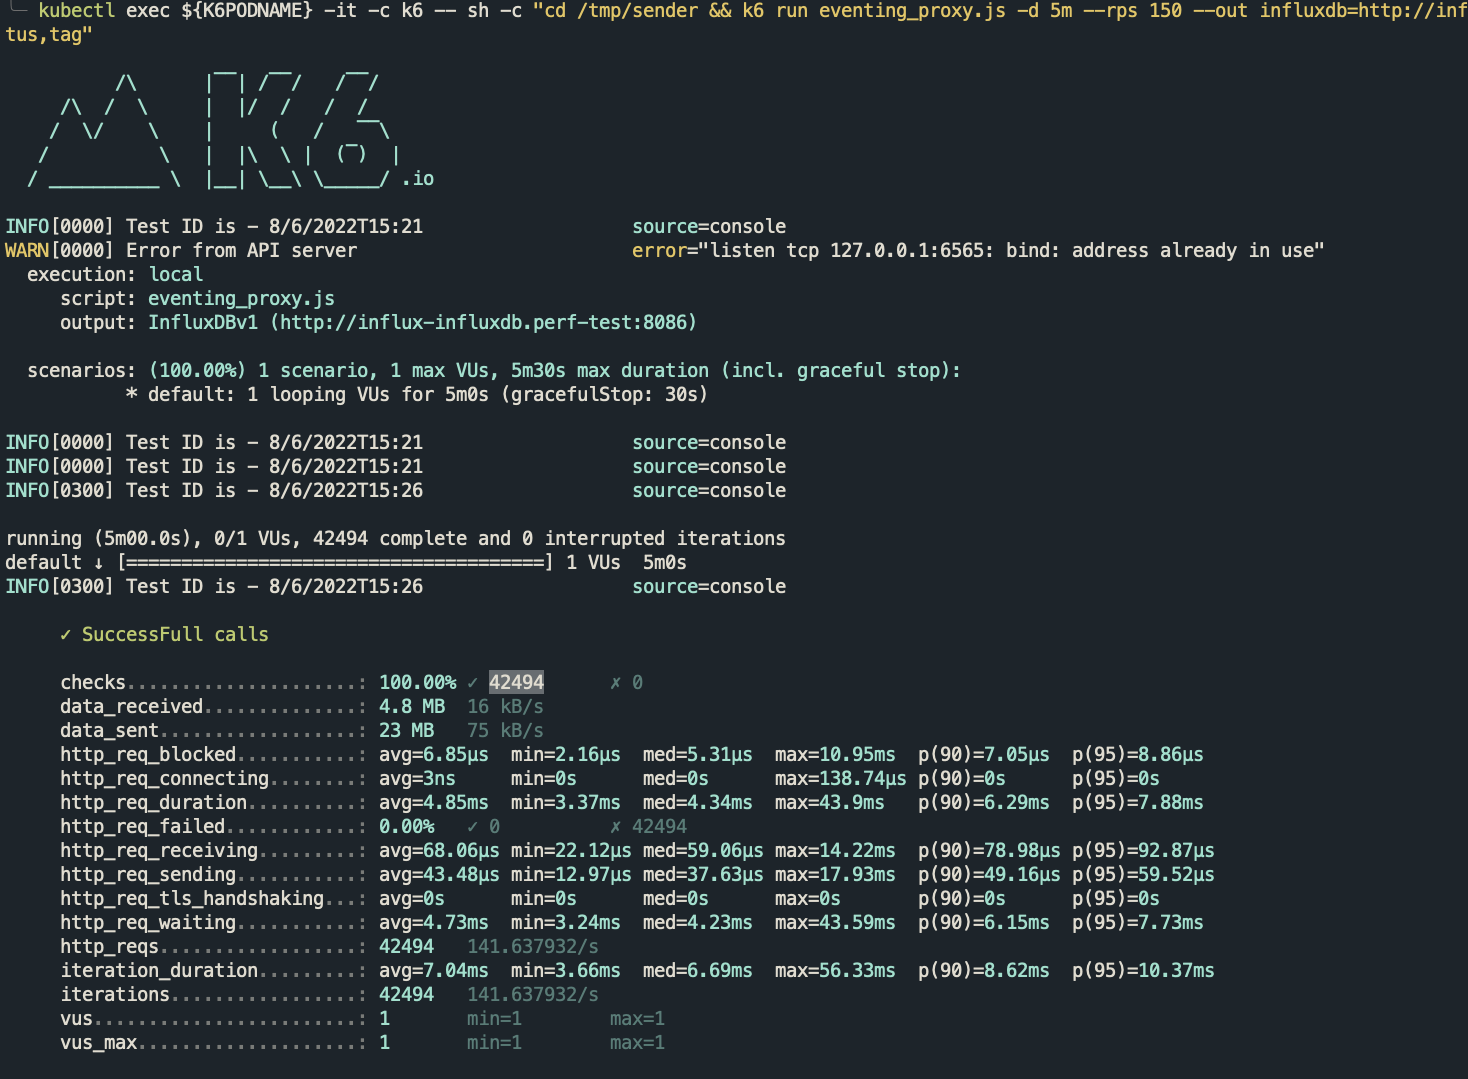 kubectl exec ${K6PODNAME} -it -c k6 -- sh -c "cd /tmp/sender && k6 run eventing_proxy.js -d 5m --rps 150 --out influxdb=http://inf
tus,tag"
.io
INFO[0000] Test ID is - 8/6/2022T15:21 source=console
WARN[0000] Error from API server error="listen tcp 127.0.0.1:6565: bind: address already in use"
execution: local
script: eventing_proxy.js
output: InfluxDBv1 (http://influx-influxdb.perf-test:8086)
scenarios: (100.00%) 1 scenario, 1 max VUs, 5m30s max duration (incl. graceful stop):
* default: 1 looping VUs for 5m0s (gracefulStop: 30s)
INFO[0000] Test ID is - 8/6/2022T15:21 source=console
INFO[0000] Test ID is - 8/6/2022T15:21 source=console
INFO[0300] Test ID is - 8/6/2022T15:26 source=console
running (5m00.0s), 0/1 VUs, 42494 complete and 0 interrupted iterations
default ↓ [======================================] 1 VUs  5m0s
INFO[0300] Test ID is - 8/6/2022T15:26 source=console
✓ SuccessFull calls
checks.....................: 100.00% ✓ 42494 ✗ 0
data_received..............: 4.8 MB 16 kB/s
data_sent..................: 23 MB 75 kB/s
http_req_blocked...........: avg=6.85µs min=2.16µs med=5.31µs max=10.95ms p(90)=7.05µs p(95)=8.86µs
http_req_connecting........: avg=3ns min=0s med=0s max=138.74µs p(90)=0s p(95)=0s
http_req_duration..........: avg=4.85ms min=3.37ms med=4.34ms max=43.9ms p(90)=6.29ms p(95)=7.88ms
http_req_failed............: 0.00% ✓ 0 ✗ 42494
http_req_receiving.........: avg=68.06µs min=22.12µs med=59.06µs max=14.22ms p(90)=78.98µs p(95)=92.87µs
http_req_sending...........: avg=43.48µs min=12.97µs med=37.63µs max=17.93ms p(90)=49.16µs p(95)=59.52µs
http_req_tls_handshaking...: avg=0s min=0s med=0s max=0s p(90)=0s p(95)=0s
http_req_waiting...........: avg=4.73ms min=3.24ms med=4.23ms max=43.59ms p(90)=6.15ms p(95)=7.73ms
http_reqs..................: 42494 141.637932/s
iteration_duration.........: avg=7.04ms min=3.66ms med=6.69ms max=56.33ms p(90)=8.62ms p(95)=10.37ms
iterations.................: 42494 141.637932/s
vus........................: 1 min=1 max=1
vus_max....................: 1 min=1 max=1